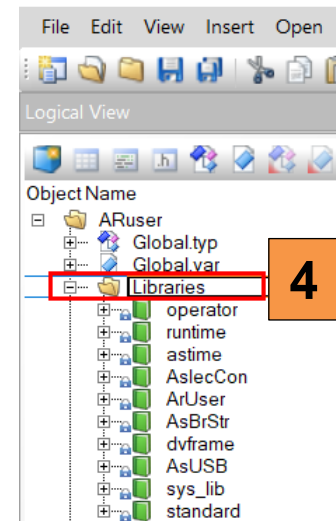 File Edit View Insert Open
Logical View
.h
Object Name
ARuser
Global.typ
Global.var
Libraries
4
operator
runtime
astime
AsIecCon
ArUser
AsBrStr
dvframe
AsUSB
sys_lib
standard